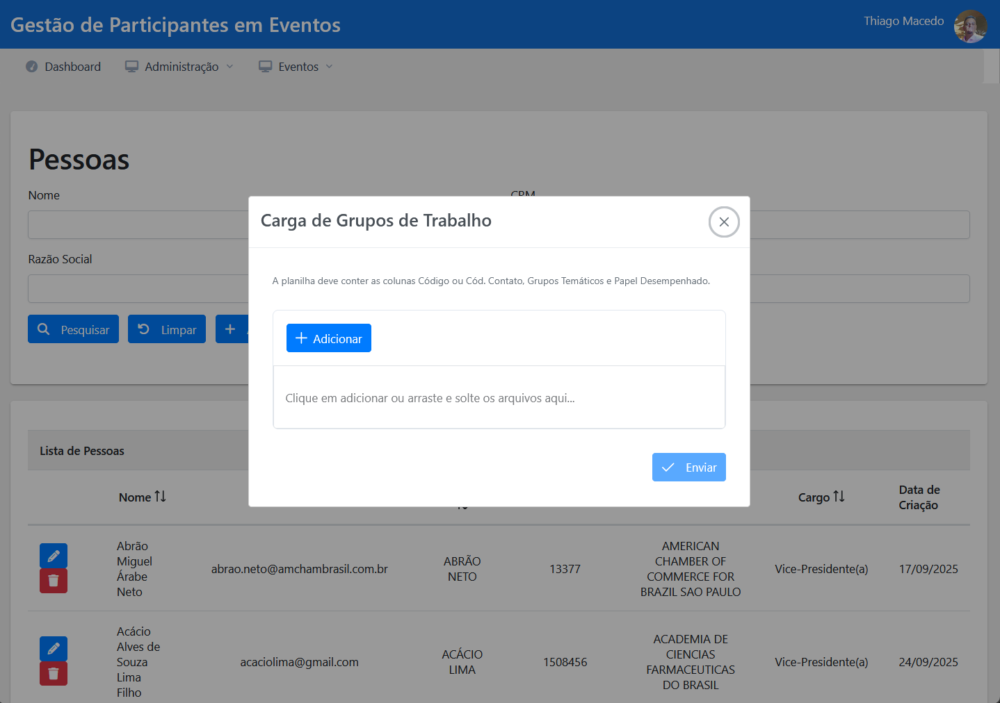 Gestão de Participantes em Eventos
Thiago Macedo
Dashboard
Administração
Eventos
Pessoas
Nome
CRM
Razão Social
Pesquisar
Limpar
Carga de Grupos de Trabalho
A planilha deve conter as colunas Código ou Cód. Contato, Grupos Temáticos e Papel Desempenhado.
Adicionar
Clique em adicionar ou arraste e solte os arquivos aqui...
Enviar
Lista de Pessoas
Nome
Cargo
Data de
Criação
Abrão
Miguel
Árabe
Neto
abrao.neto@amchambrasil.com.br
ABRÃO
NETO
13377
AMERICAN
CHAMBER OF
COMMERCE FOR
BRAZIL SAO PAULO
Vice-Presidente(a)
17/09/2025
Acácio
Alves de
Souza
Lima
Filho
acaciolima@gmail.com
ACÁCIO
LIMA
1508456
ACADEMIA DE
CIENCIAS
FARMACEUTICAS
DO BRASIL
Vice-Presidente(a)
24/09/2025